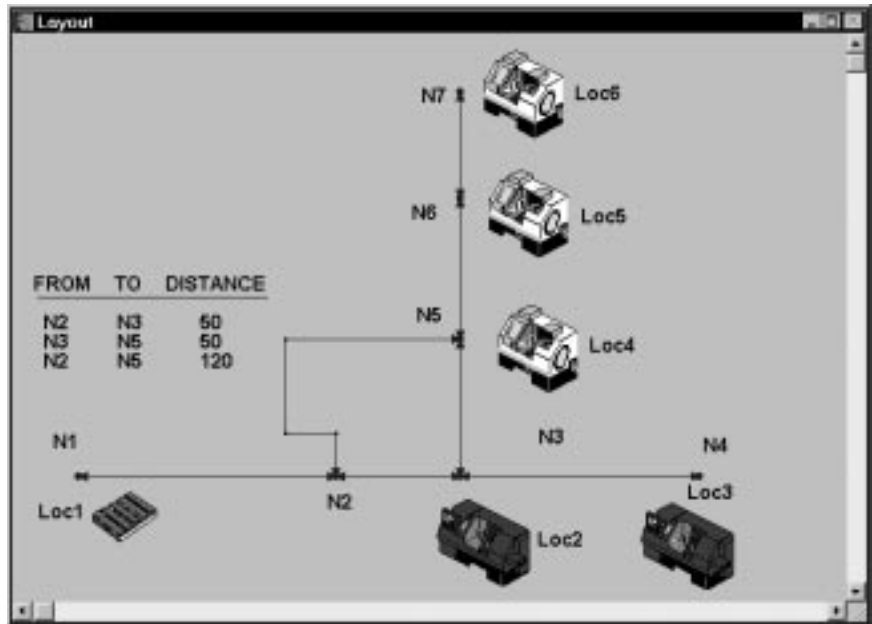 Layout
N7
Loc6
N6
Loc5
FROM TO DISTANCE
N2 N3 50
N3 N5 50
N2 N5 120
N5
Loc4
N1
N3
N4
Loc1
N2
Loc2
Loc3